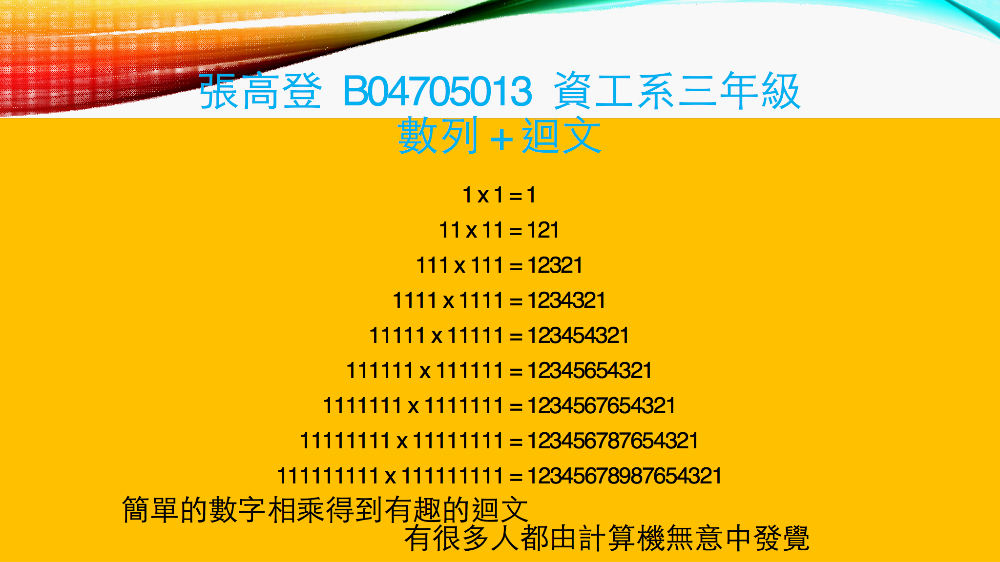 張高登 B04705013 資工系三年級
數列+迴文
1 x 1 = 1
11 x 11 = 121
111 x 111 = 12321
1111 x 1111 = 1234321
11111 x 11111 = 123454321
111111 x 111111 = 12345654321
1111111 x 1111111 = 1234567654321
11111111 x 11111111 = 123456787654321
111111111 x 111111111 = 12345678987654321
簡單的數字相乘得到有趣的迴文
有很多人都由計算機無意中發覺